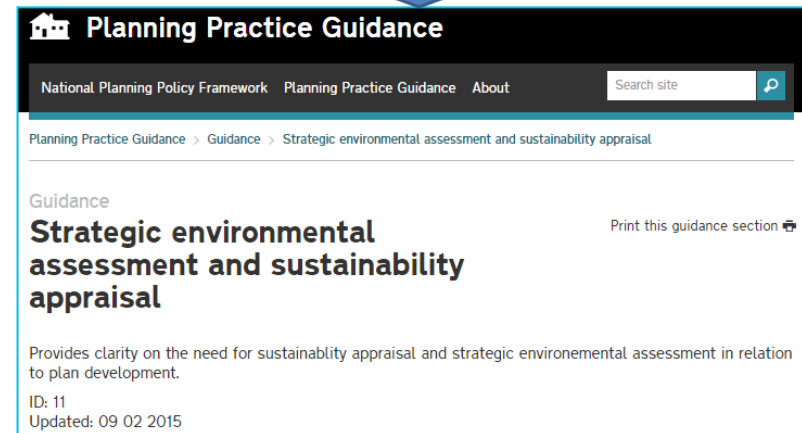 Planning Practice Guidance
National Planning Policy Framework Planning Practice Guidance About Search site
Planning Practice Guidance > Guidance > Strategic environmental assessment and sustainability appraisal
Guidance
Strategic environmental
assessment and sustainability
appraisal
Print this guidance section
Provides clarity on the need for sustainablity appraisal and strategic environemental assessment in relation
to plan development.
ID: 11
Updated: 09 02 2015